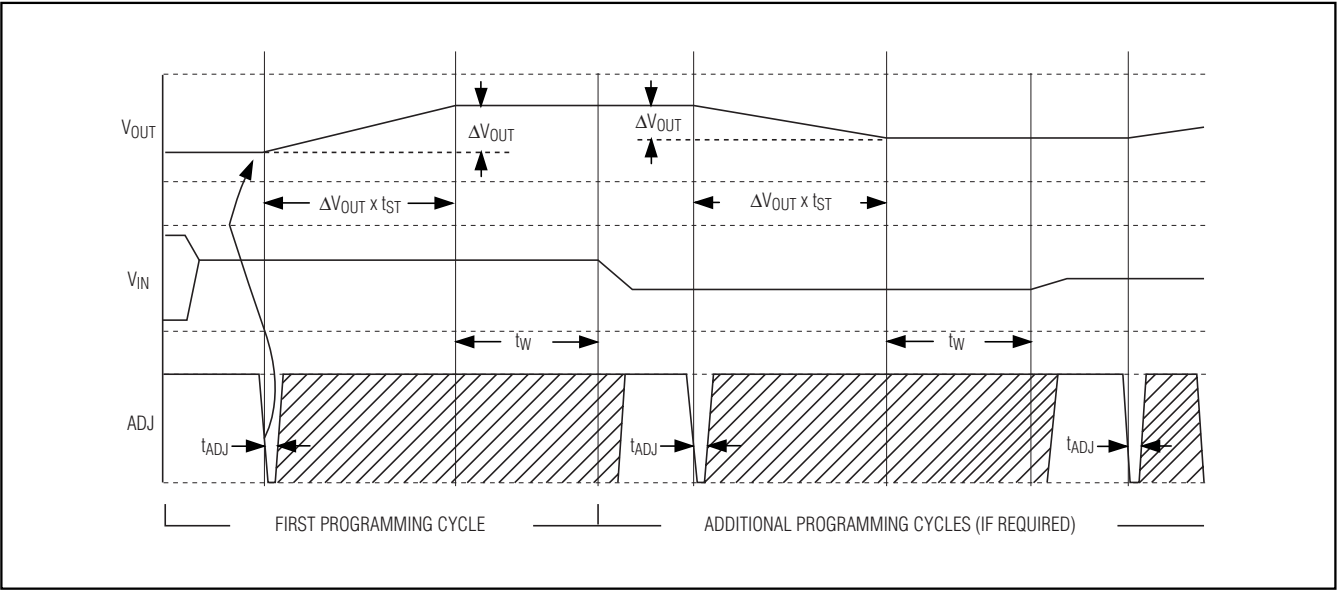 VOUT
ΔVOUT
ΔVOUT
ΔVOUT x tST
ΔVOUT x tST
VIN
tW
tW
ADJ
tADJ
tADJ
tADJ
FIRST PROGRAMMING CYCLE
ADDITIONAL PROGRAMMING CYCLES (IF REQUIRED)